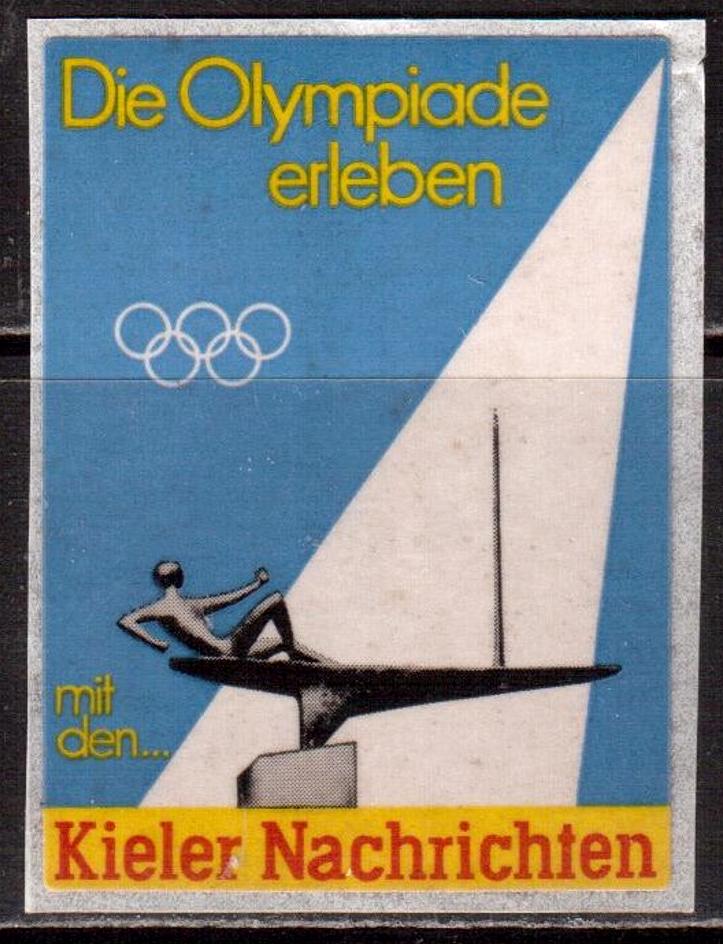 Die Olympiade
erleben
mit
den...
Kieler Nachrichten